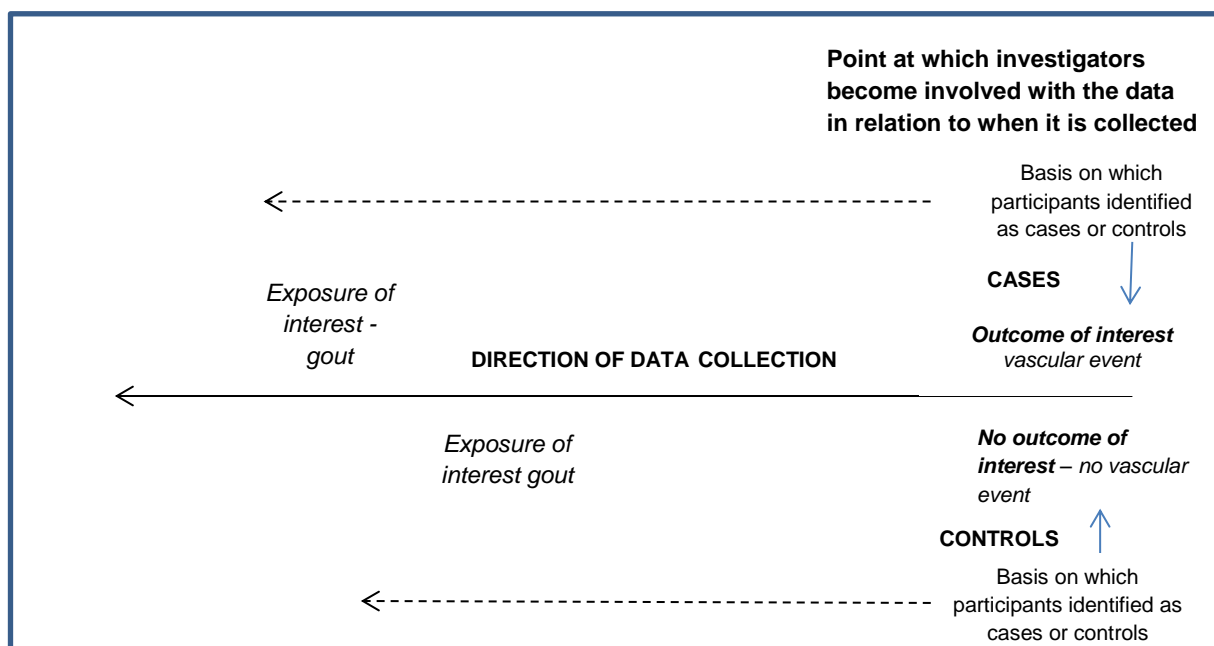 Point at which investigators
become involved with the data
in relation to when it is collected
Basis on which
participants identified
as cases or controls
CASES
Exposure of
interest -
gout
Outcome of interest
vascular event
DIRECTION OF DATA COLLECTION
Exposure of
interest gout
No outcome of
interest – no vascular
event
CONTROLS
Basis on which
participants identified as
cases or controls